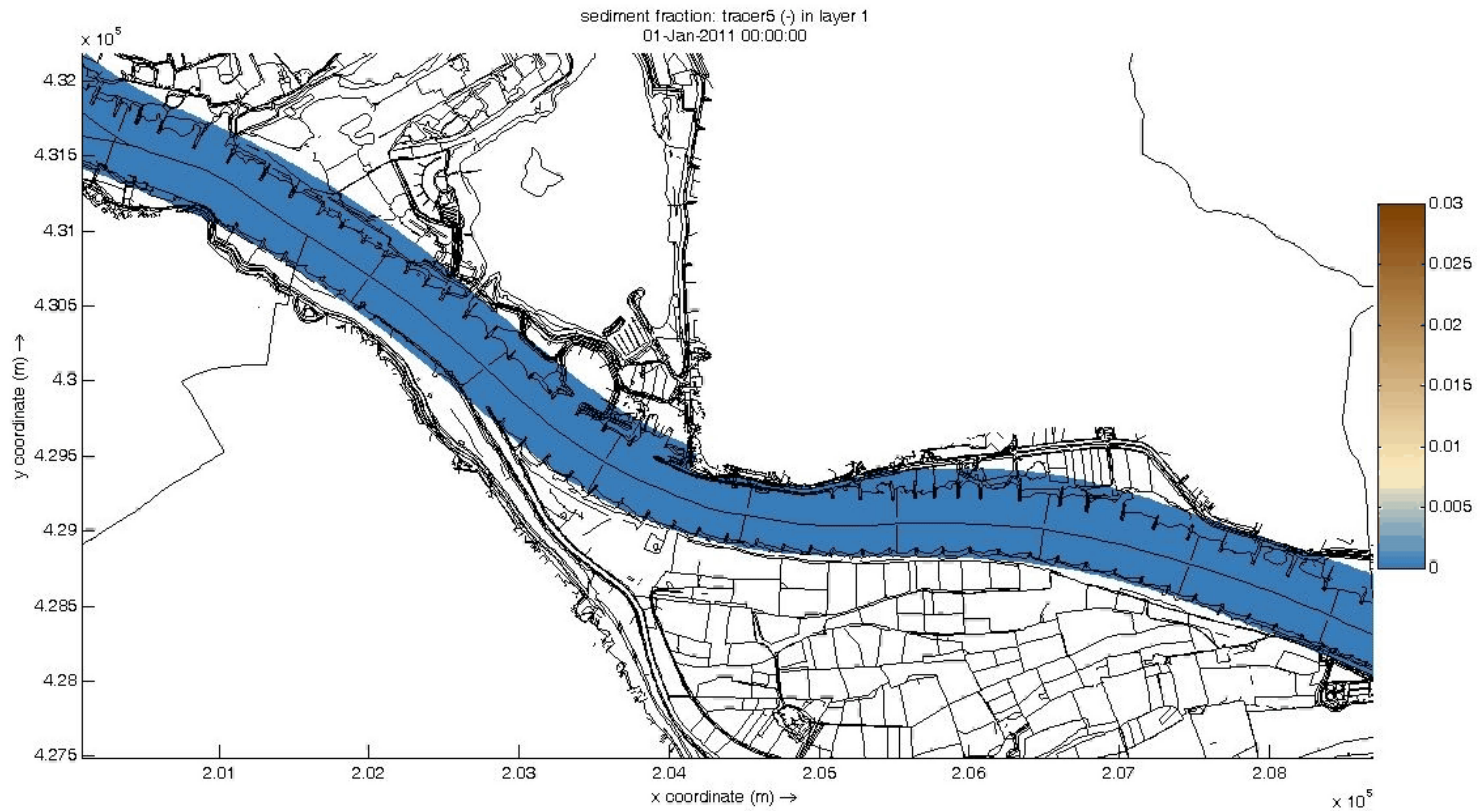 sediment fraction: tracer5 (-) in layer 1
01-Jan-2011 00:00:00
x 10^5
4.32
4.315
4.31
4.305
4.3
4.295
4.29
4.285
4.28
4.275
y coordinate (m) →
2.01 2.02 2.03 2.04 2.05 2.06 2.07 2.08
x coordinate (m) →
x 10^5
0.03
0.025
0.02
0.015
0.01
0.005
0